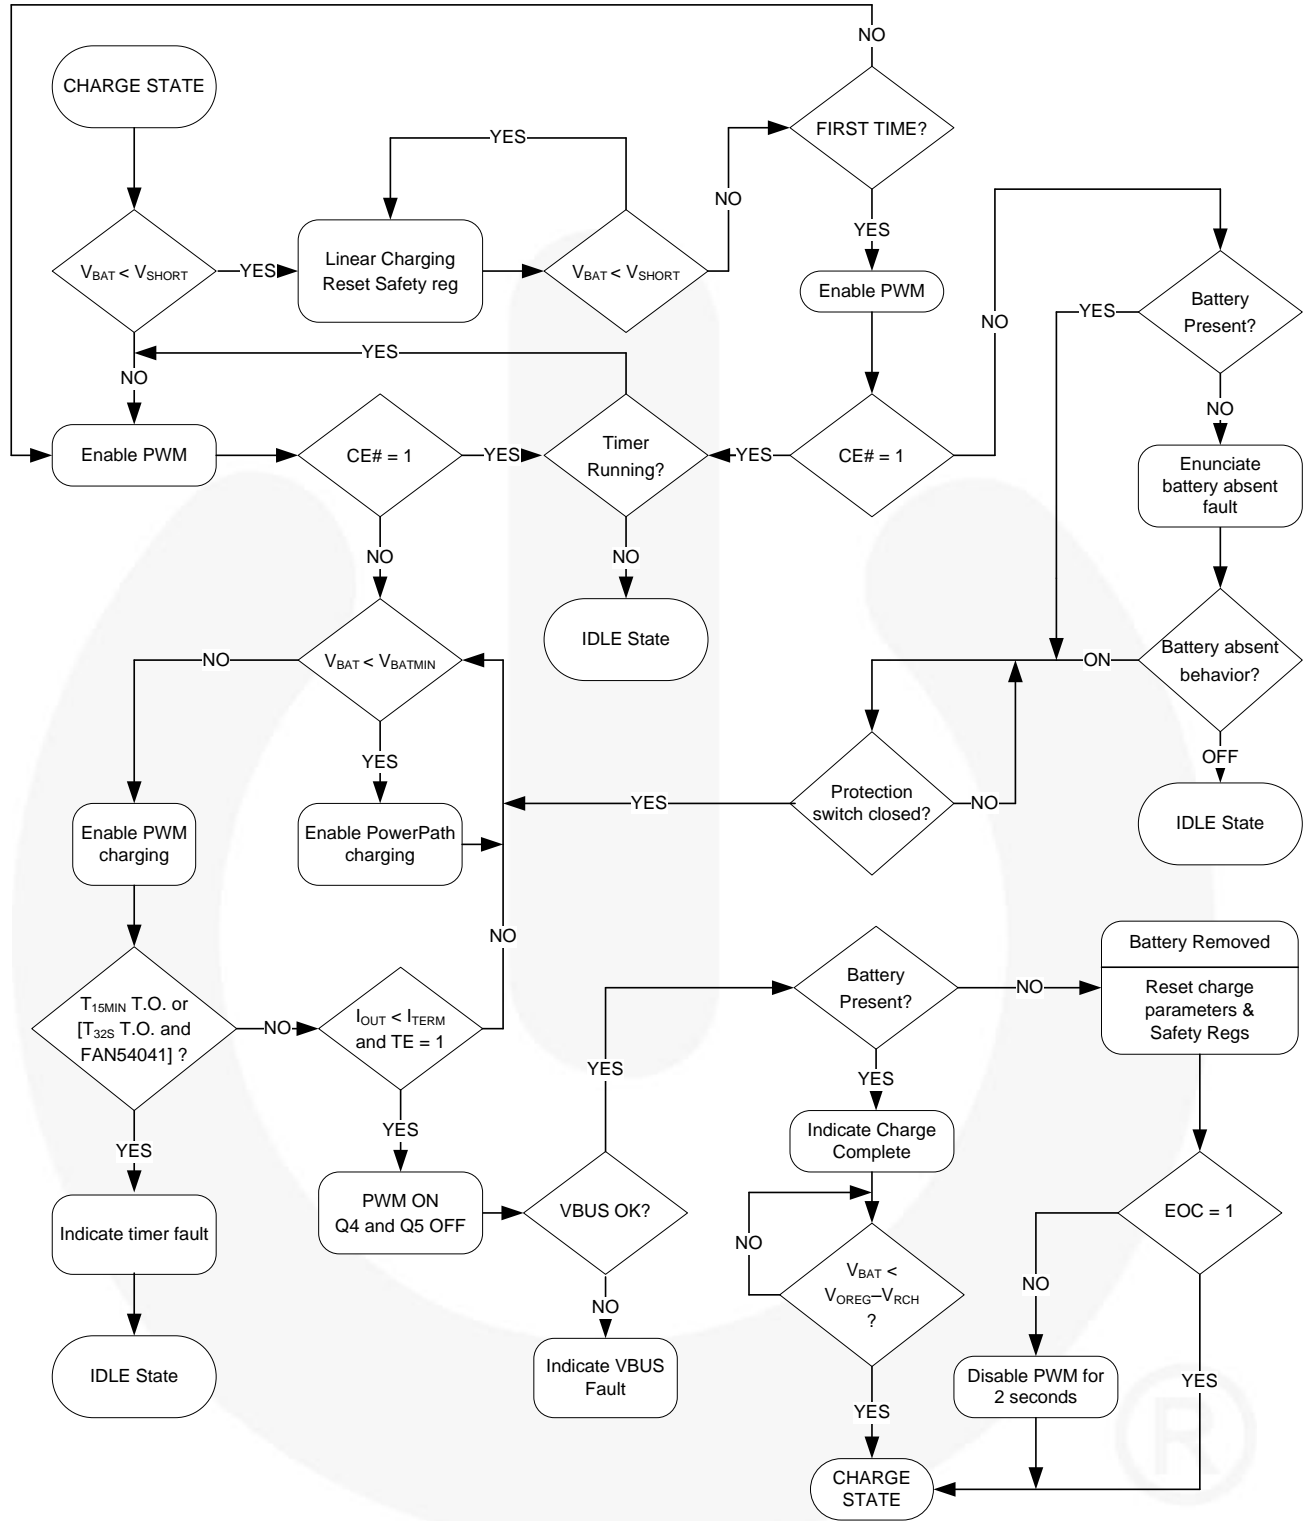 NO
CHARGE STATE
FIRST TIME?
YES
NO
YES
VBAT < VSHORT
YES
Linear Charging
Reset Safety reg
VBAT < VSHORT
Enable PWM
NO
Battery
Present?
YES
YES
NO
NO
Enable PWM
CE# = 1
YES
Timer
Running?
YES
CE# = 1
Enunciate
battery absent
fault
NO
NO
IDLE State
NO
VBAT < VBATMIN
ON
Battery absent
behavior?
YES
OFF
Protection
switch closed?
YES
NO
IDLE State
Enable PWM
charging
Enable PowerPath
charging
NO
Battery Removed
Reset charge
parameters &
Safety Regs
Battery
Present?
NO
T15MIN T.O. or
[T32S T.O. and
FAN54041] ?
NO
IOUT < ITERM
and TE = 1
YES
YES
YES
YES
Indicate Charge
Complete
PWM ON
Q4 and Q5 OFF
VBUS OK?
EOC = 1
Indicate timer fault
NO
VBAT <
VOREG–VRCH
?
NO
NO
Indicate VBUS
Fault
IDLE State
Disable PWM for
2 seconds
YES
YES
CHARGE
STATE
®